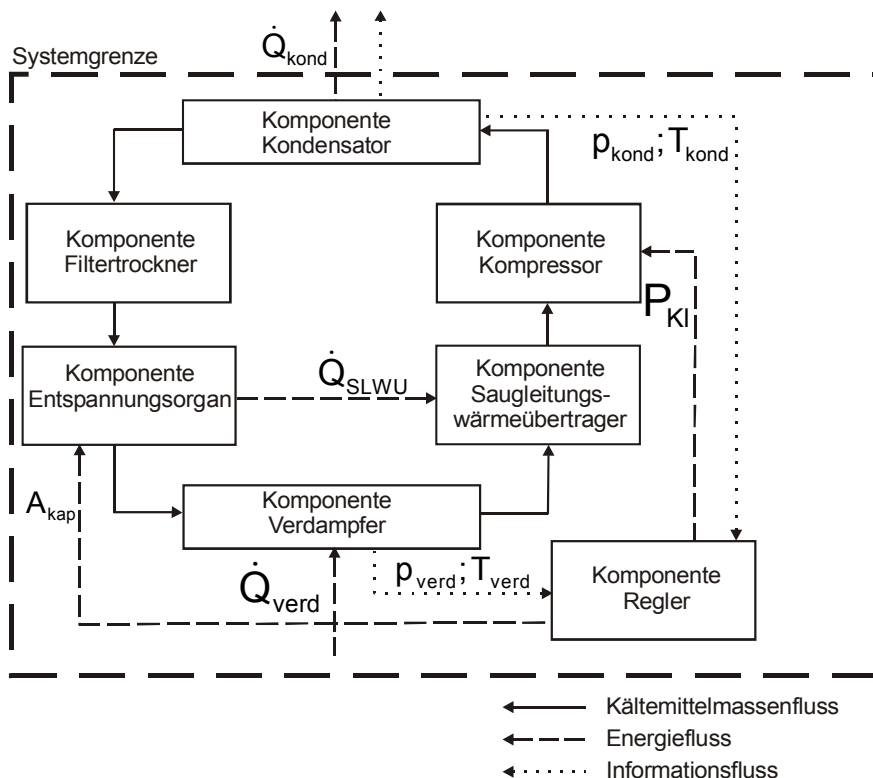 Q̇kond
Systemgrenze
Komponente
Kondensator
pkond; Tkond
Komponente
Filtertrockner
Komponente
Kompressor
PKl
Komponente
Entspannungsorgan
Q̇SLWU
Komponente
Saugleitungs-
wärmeübertrager
Akap
Komponente
Verdampfer
Q̇verd
pverd; Tverd
Komponente
Regler
Kältemittelmassenfluss
Energiefluss
Informationsfluss